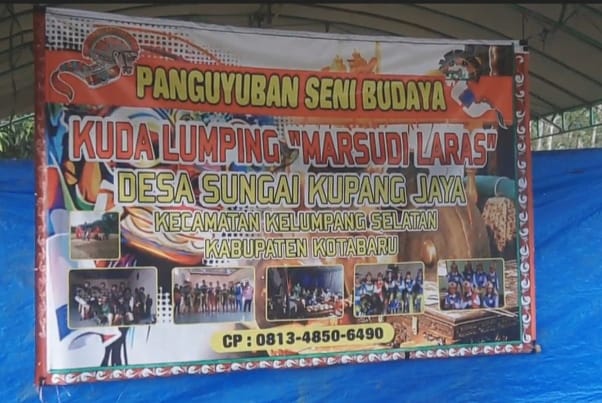 PANGUYUBAN SENI BUDAYA
KUDA LUMPING "MARSUDI LARAS"
DESA SUNGAI KUPANG JAYA
KECAMATAN KELUMPANG SELATAN
KABUPATEN KOTABARU
CP : 0813-4850-6490